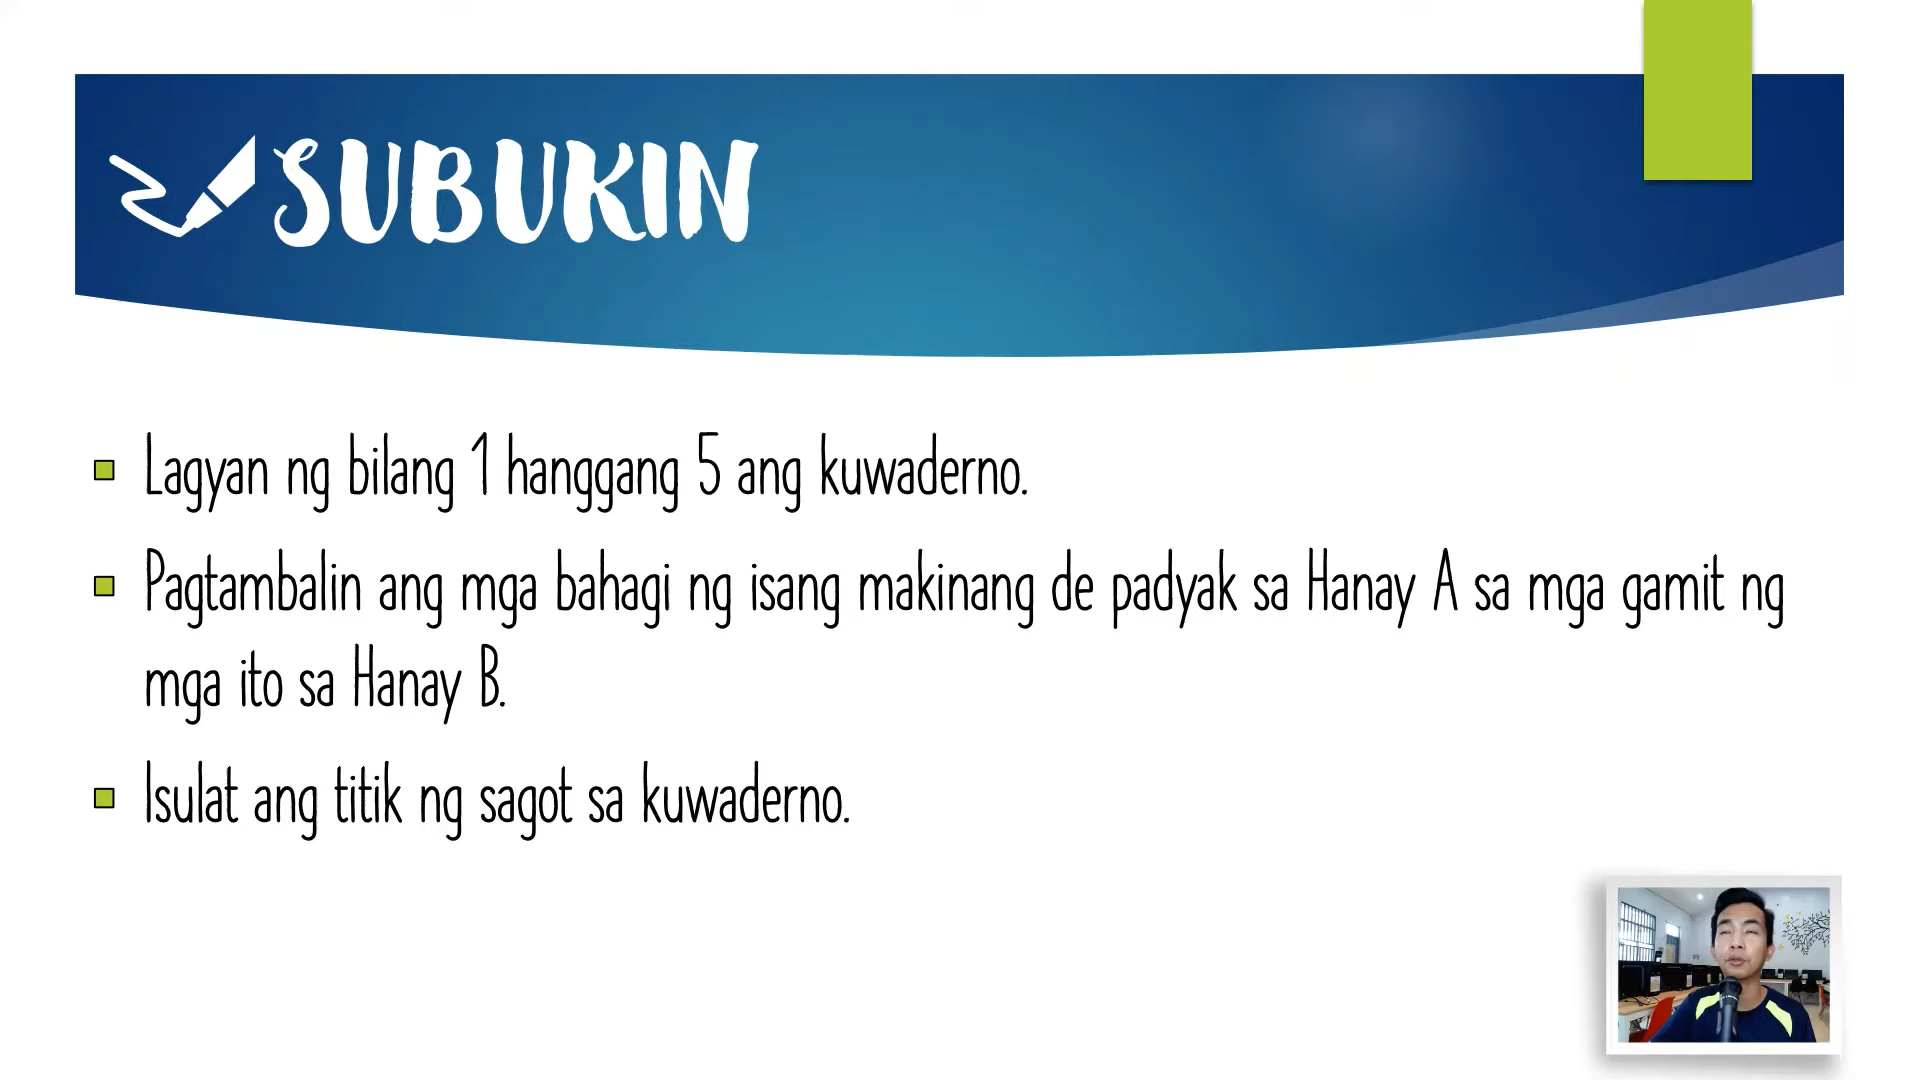 SUBUKIN
Lagyan ng bilang 1 hanggang 5 ang kuwaderno.
Pagtambalin ang mga bahagi ng isang makinang de padyak sa Hanay A sa mga gamit ng
mga ito sa Hanay B.
Isulat ang titik ng sagot sa kuwaderno.